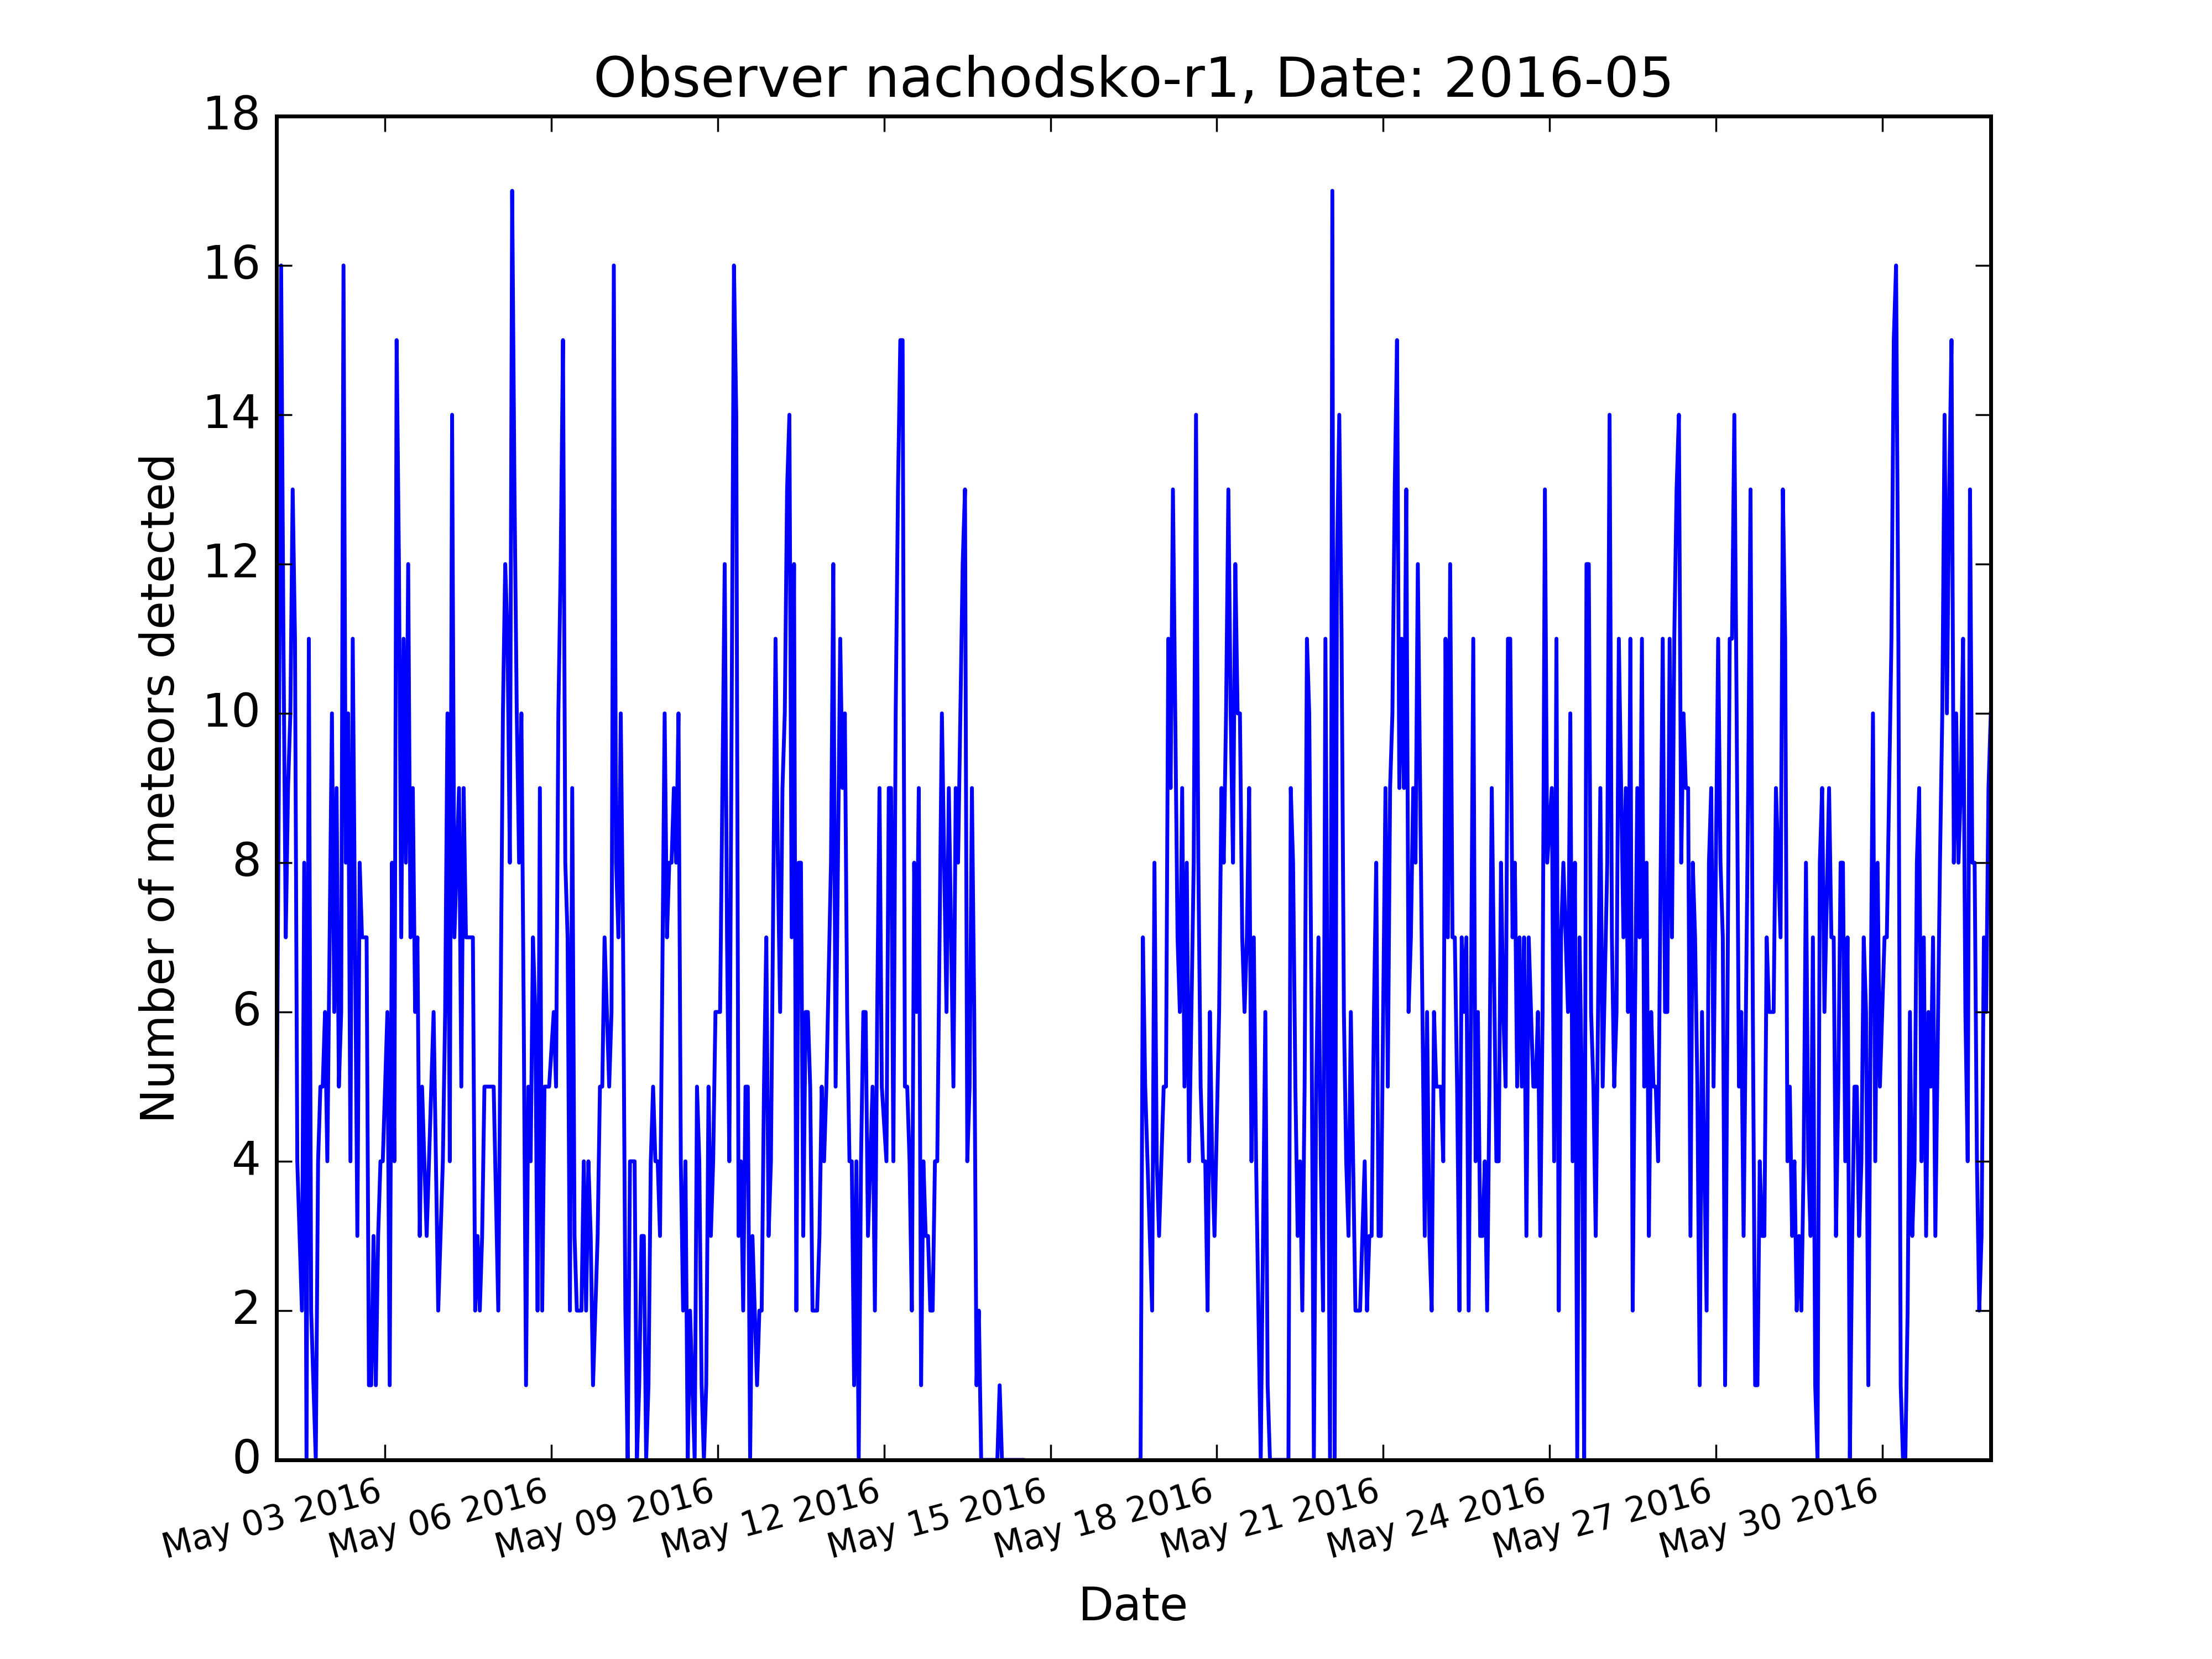 Observer nachodsko-r1, Date: 2016-05
18
16
14
12
10
8
6
4
2
0
Number of meteors detected
May 03 2016
May 06 2016
May 09 2016
May 12 2016
May 15 2016
May 18 2016
May 21 2016
May 24 2016
May 27 2016
May 30 2016
Date